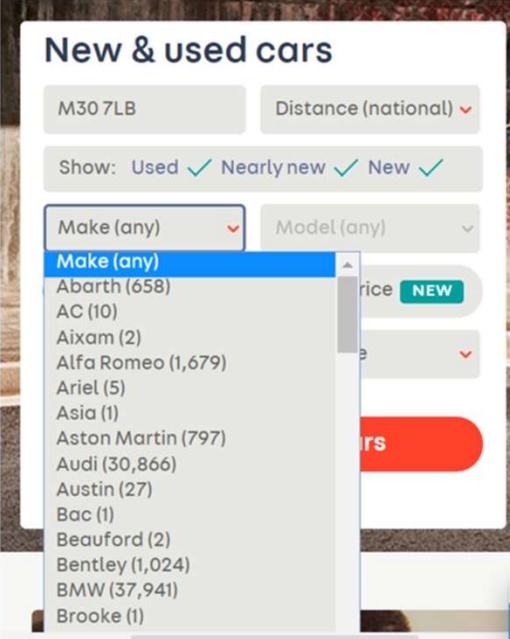 New & used cars
M30 7LB
Distance (national)
Show: Used Nearly new New
Make (any)
Model (any)
Make (any)
Abarth (658)
rice NEW
AC (10)
Aixam (2)
Alfa Romeo (1,679)
Ariel (5)
Asia (1)
Aston Martin (797)
Audi (30,866)
rs
Austin (27)
Bac (1)
Beauford (2)
Bentley (1,024)
BMW (37,941)
Brooke (1)